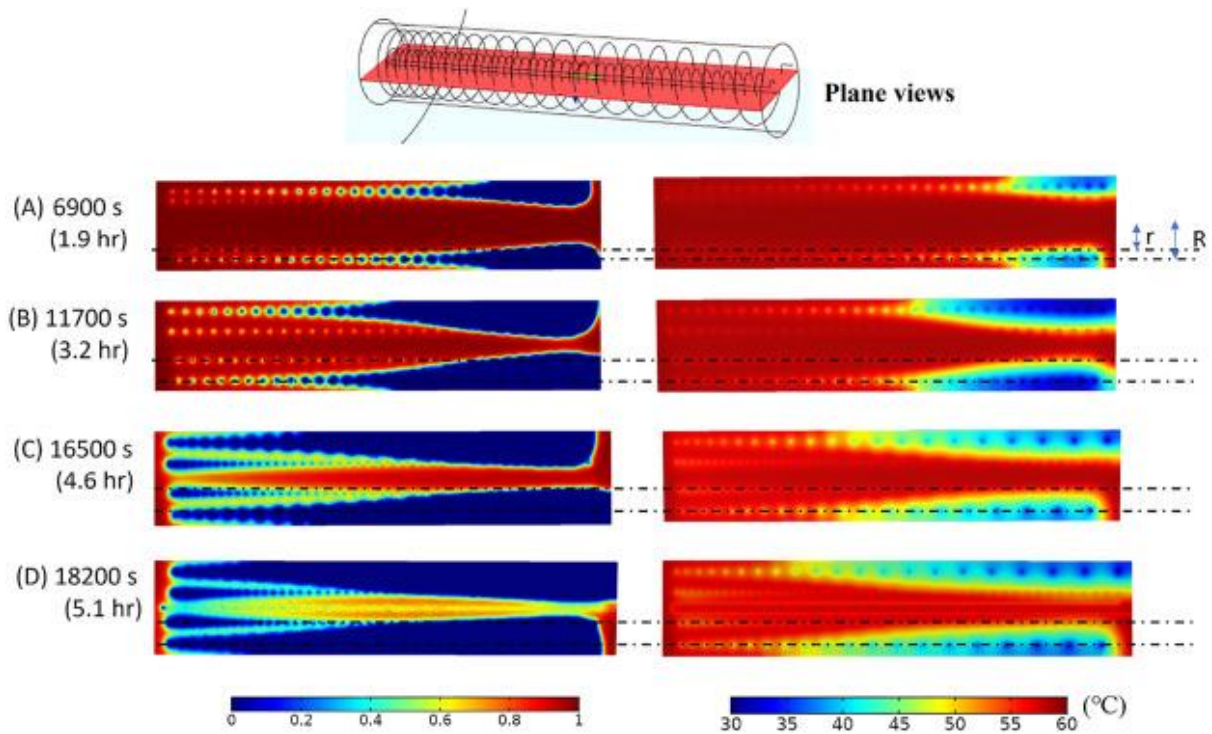 Plane views
(A) 6900 s
(1.9 hr)
r R
(B) 11700 s
(3.2 hr)
(C) 16500 s
(4.6 hr)
(D) 18200 s
(5.1 hr)
0 0.2 0.4 0.6 0.8 1
30 35 40 45 50 55 60 (°C)